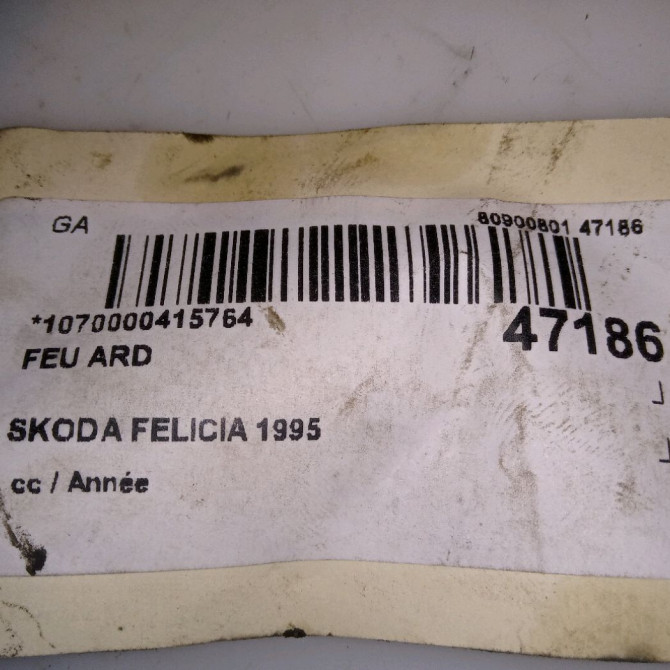 GA 80900801 47186
*1070000415764 47186
FEU ARD
SKODA FELICIA 1995
cc / Année